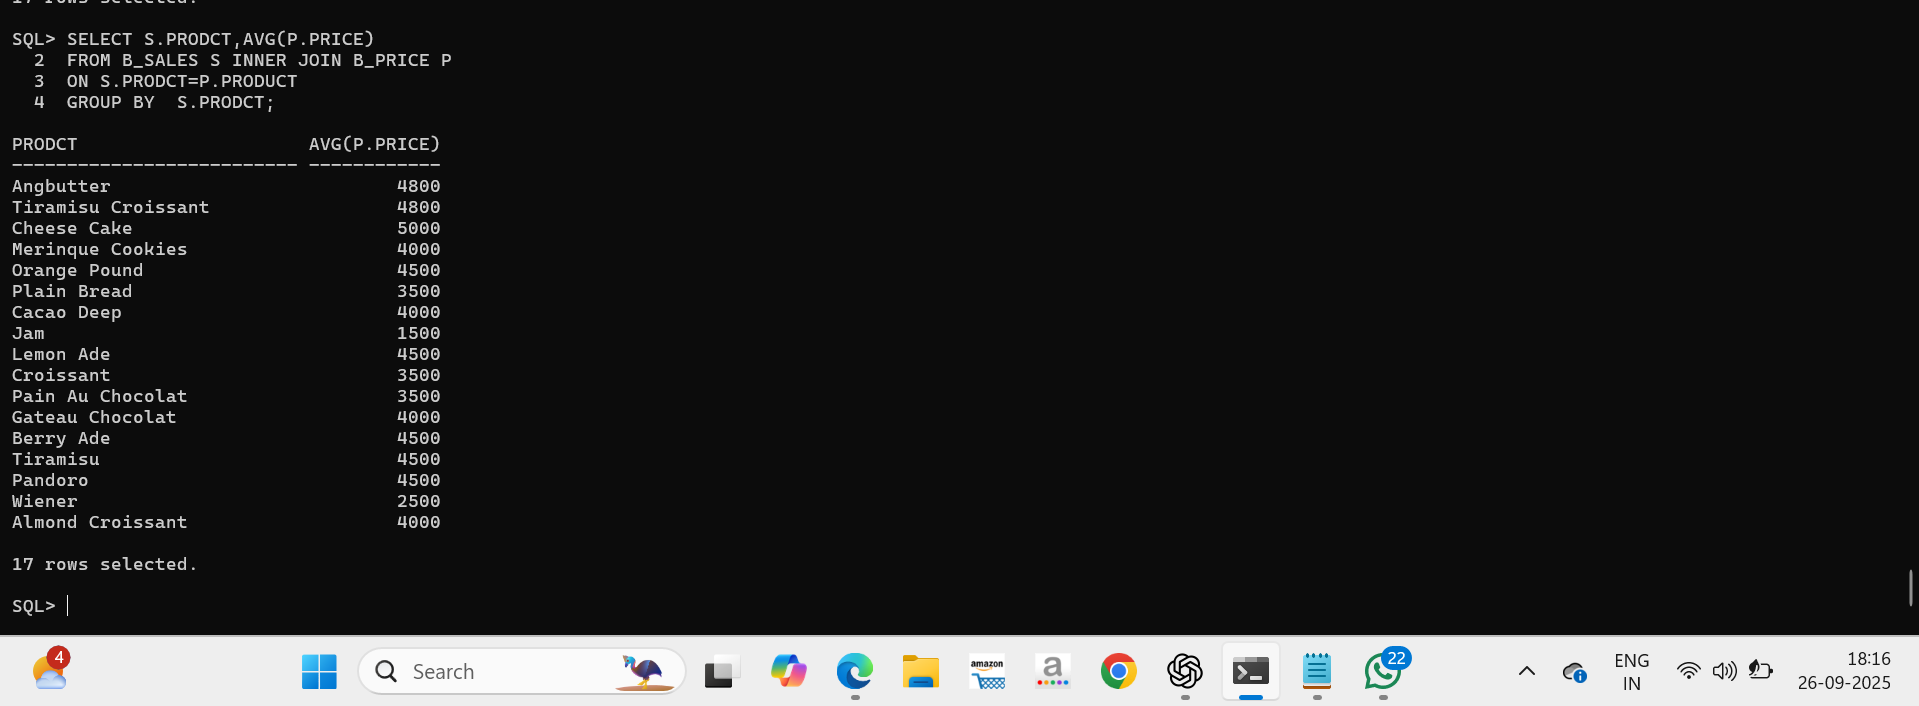 17 rows selected.
SQL> SELECT S.PRODCT,AVG(P.PRICE)
2 FROM B_SALES S INNER JOIN B_PRICE P
3 ON S.PRODCT=P.PRODUCT
4 GROUP BY S.PRODCT;
PRODCT AVG(P.PRICE)
-------------------------- ------------
Angbutter 4800
Tiramisu Croissant 4800
Cheese Cake 5000
Merinque Cookies 4000
Orange Pound 4500
Plain Bread 3500
Cacao Deep 4000
Jam 1500
Lemon Ade 4500
Croissant 3500
Pain Au Chocolat 3500
Gateau Chocolat 4000
Berry Ade 4500
Tiramisu 4500
Pandoro 4500
Wiener 2500
Almond Croissant 4000
17 rows selected.
SQL>
4
Search
amazon
a
22
ENG
IN
18:16
26-09-2025